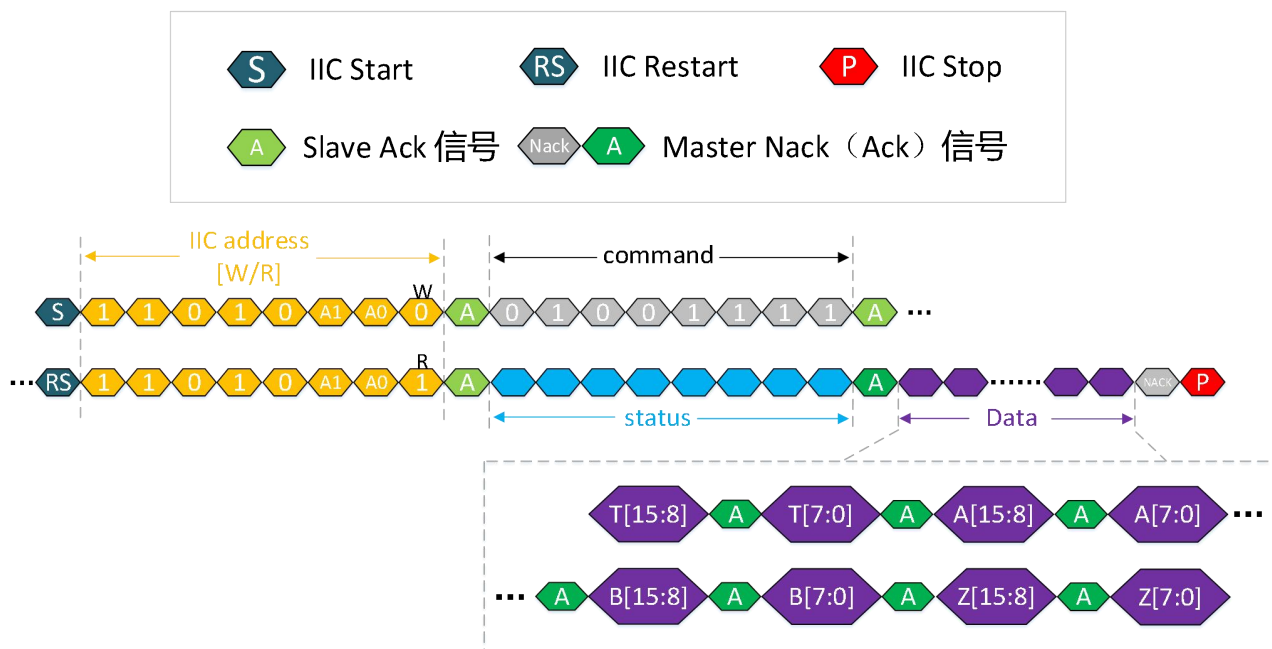 S IIC Start RS IIC Restart P IIC Stop
A Slave Ack 信号 Nack A Master Nack（Ack）信号
IIC address
[W/R]
command
W
S 1 1 0 1 0 A1 A0 0 A 0 1 0 0 1 1 1 1 A ...
R
... RS 1 1 0 1 0 A1 A0 1 A A ...... NACK P
status
Data
T[15:8] A T[7:0] A A[15:8] A A[7:0] ...
... A B[15:8] A B[7:0] A Z[15:8] A Z[7:0]